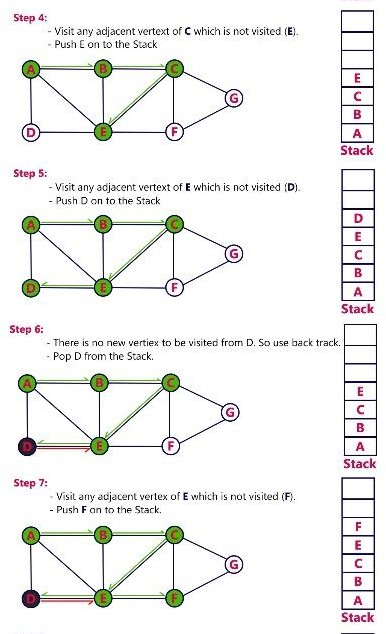 Step 4:
- Visit any adjacent vertext of C which is not visited (E).
- Push E on to the Stack
A B C
G
D E F
E
C
B
A
Stack
Step 5:
- Visit any adjacent vertext of E which is not visited (D).
- Push D on to the Stack
A B C
G
D E F
D
E
C
B
A
Stack
Step 6:
- There is no new vertiex to be visited from D. So use back track.
- Pop D from the Stack.
A B C
G
D E F
E
C
B
A
Stack
Step 7:
- Visit any adjacent vertex of E which is not visited (F).
- Push F on to the Stack.
A B C
G
D E F
F
E
C
B
A
Stack